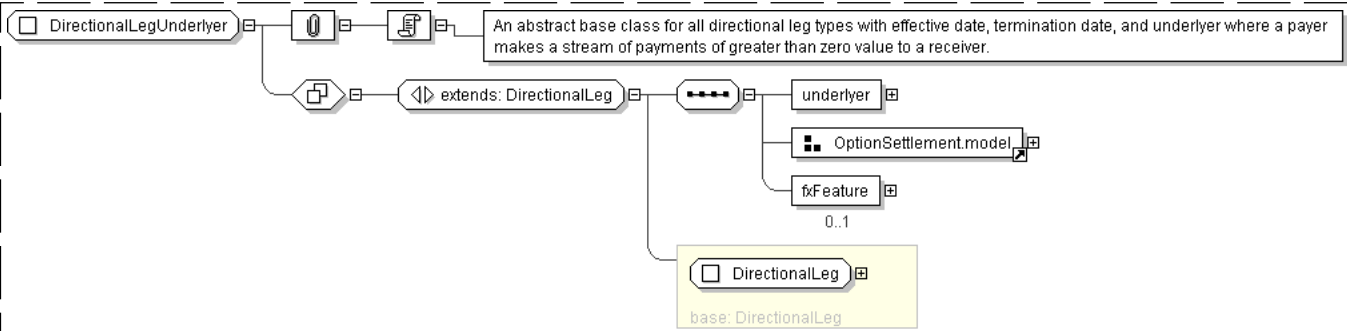 DirectionalLegUnderlyer
An abstract base class for all directional leg types with effective date, termination date, and underlyer where a payer
makes a stream of payments of greater than zero value to a receiver.
extends: DirectionalLeg
underlyer
OptionSettlement.model
fxFeature
0..1
DirectionalLeg
base: DirectionalLeg